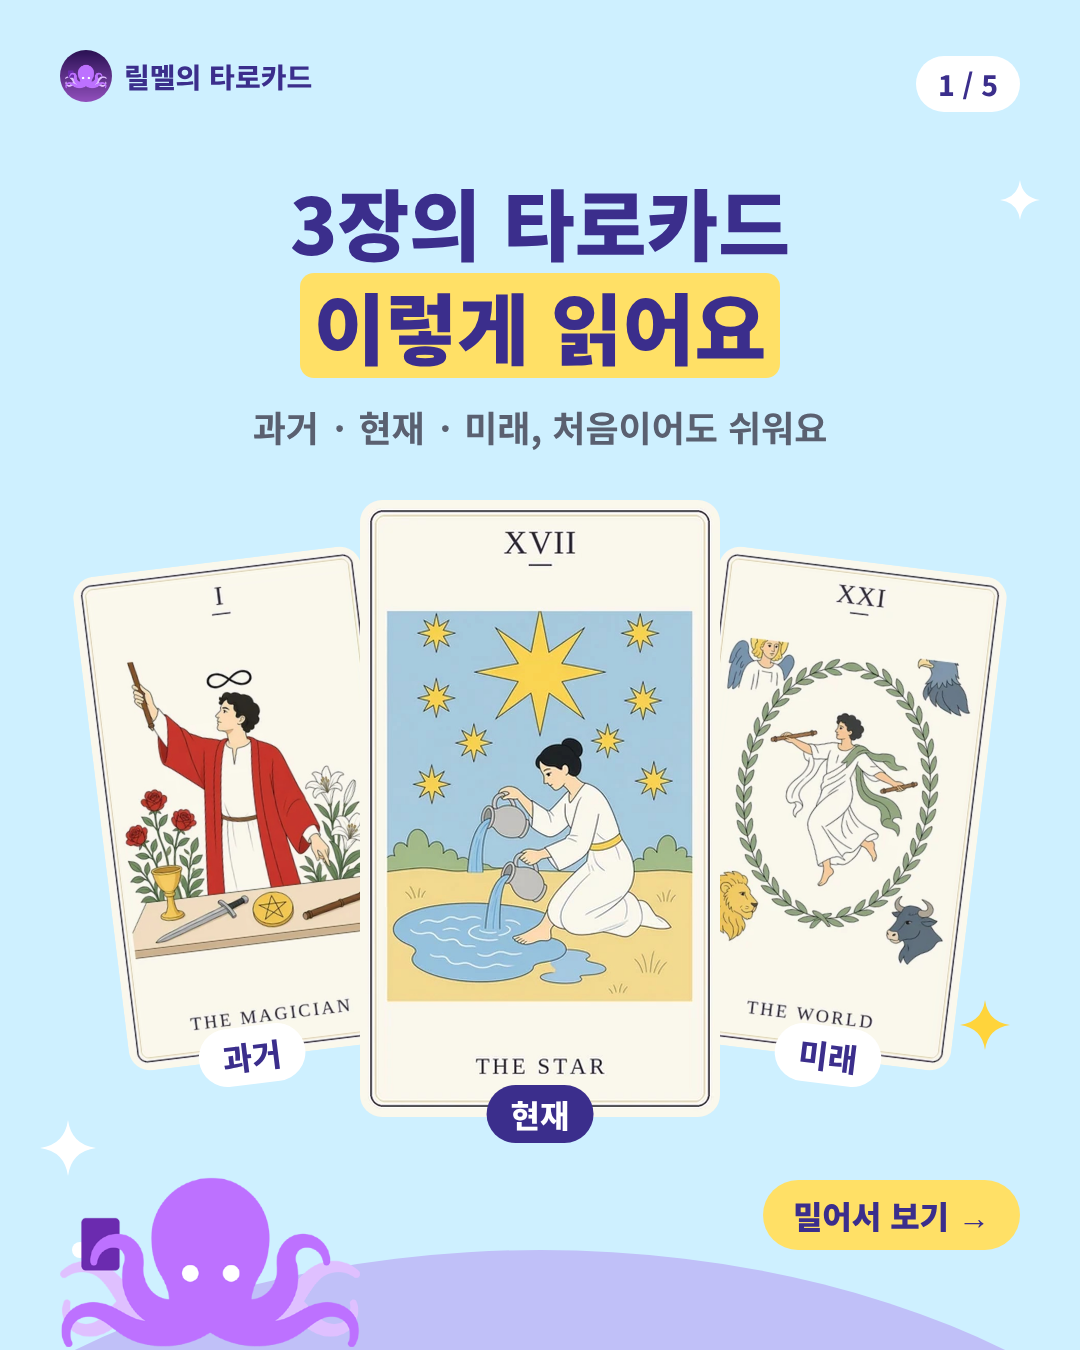 릴멜의 타로카드
1 / 5
3장의 타로카드
이렇게 읽어요
과거 · 현재 · 미래, 처음이어도 쉬워요
I
THE MAGICIAN
과거
XVII
THE STAR
현재
XXI
THE WORLD
미래
밀어서 보기 →